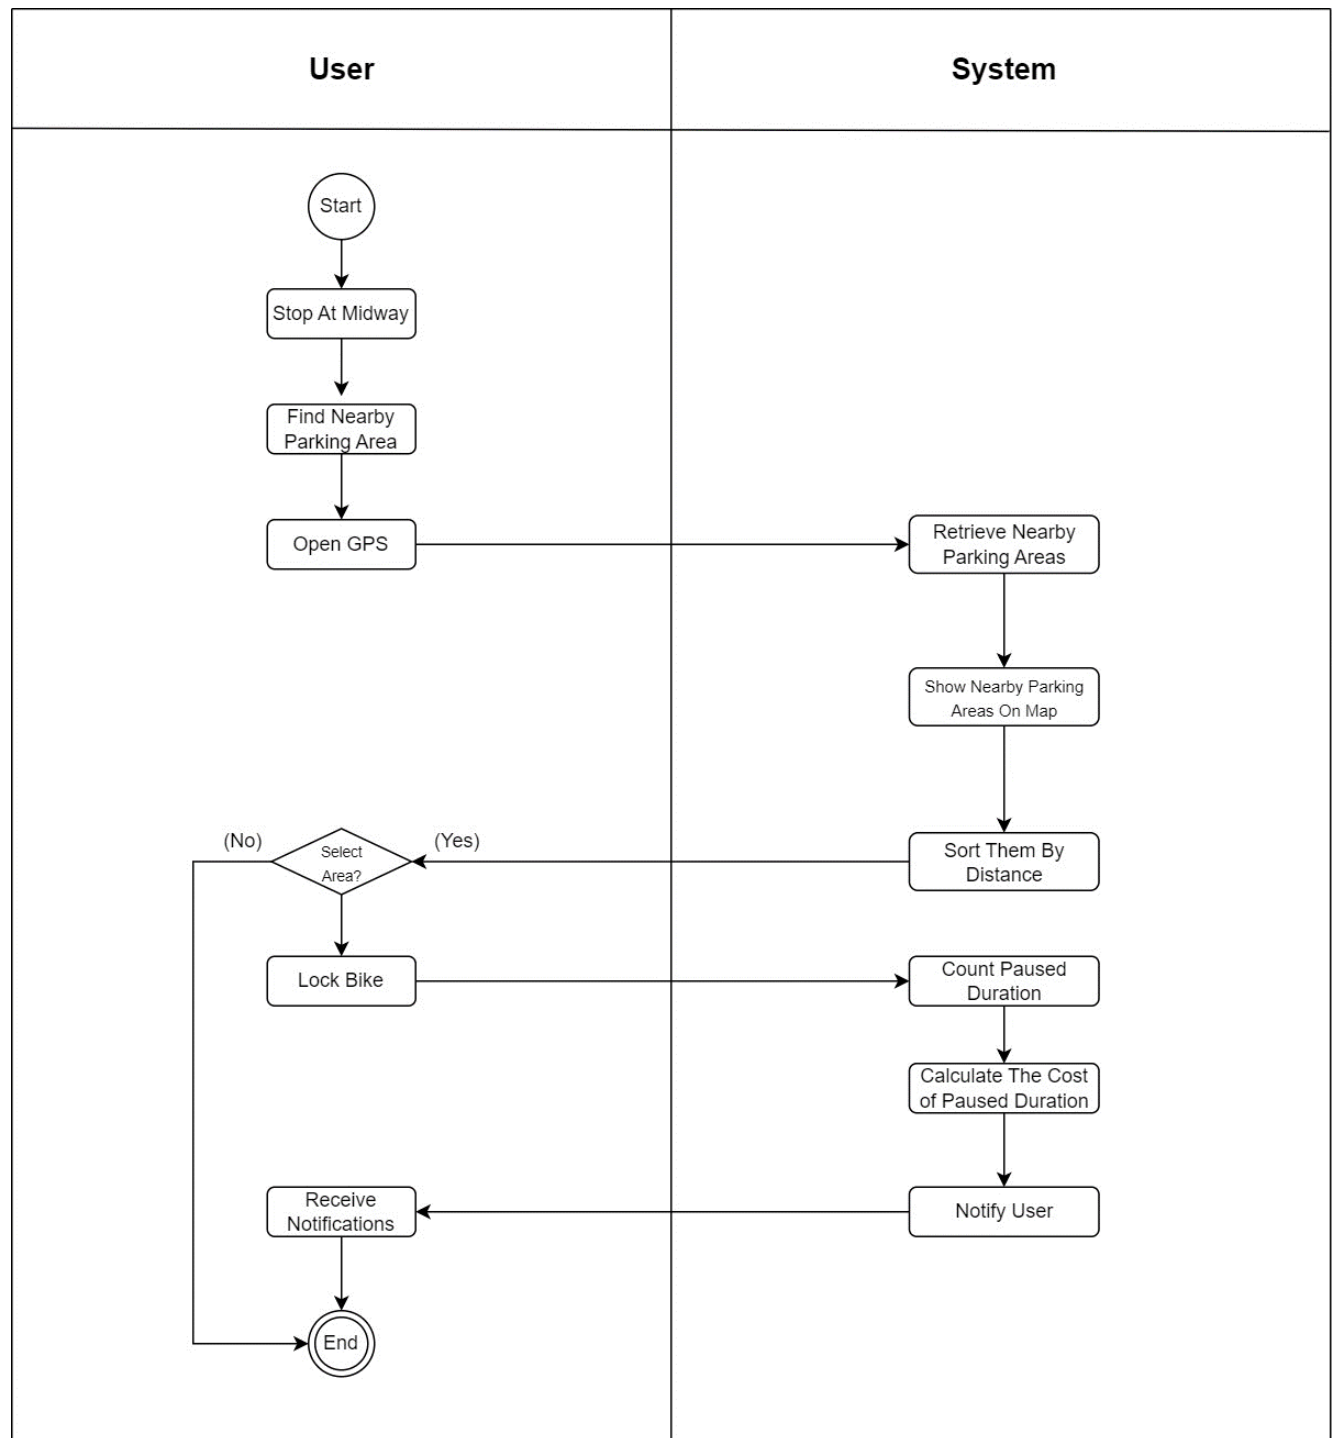 User
System
Start
Stop At Midway
Find Nearby
Parking Area
Open GPS
Retrieve Nearby
Parking Areas
Show Nearby Parking
Areas On Map
(No)
Select
Area?
(Yes)
Sort Them By
Distance
Lock Bike
Count Paused
Duration
Calculate The Cost
of Paused Duration
Receive
Notifications
Notify User
End